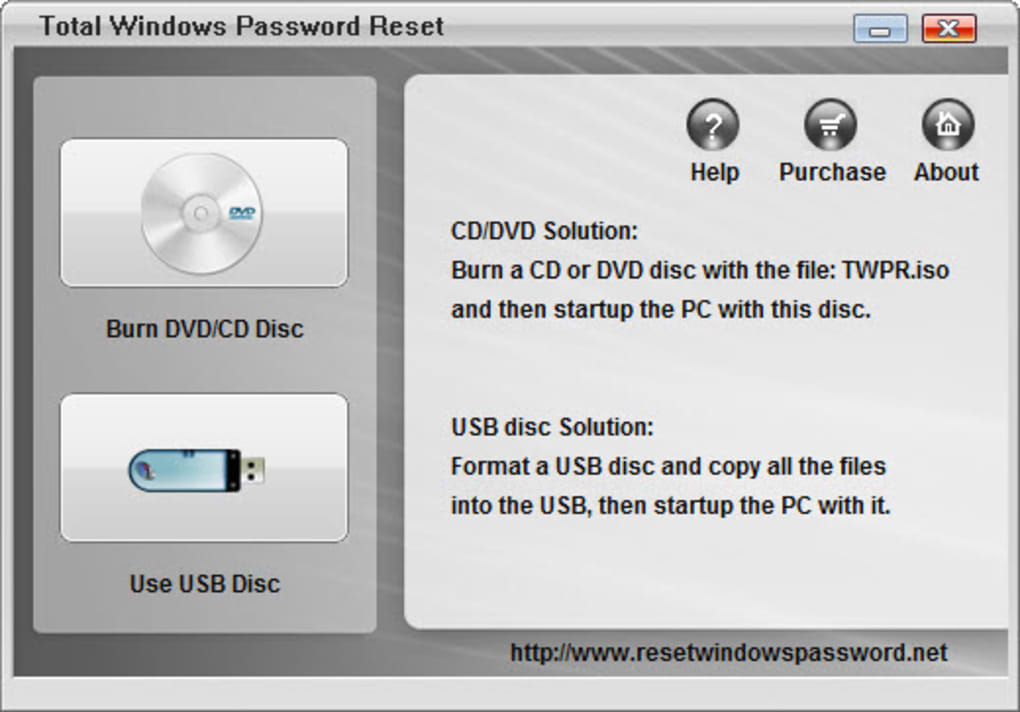 Total Windows Password Reset
Help Purchase About
CD/DVD Solution:
Burn a CD or DVD disc with the file: TWPR.iso
and then startup the PC with this disc.
DVD
Burn DVD/CD Disc
USB disc Solution:
Format a USB disc and copy all the files
into the USB, then startup the PC with it.
Use USB Disc
http://www.resetwindowspassword.net